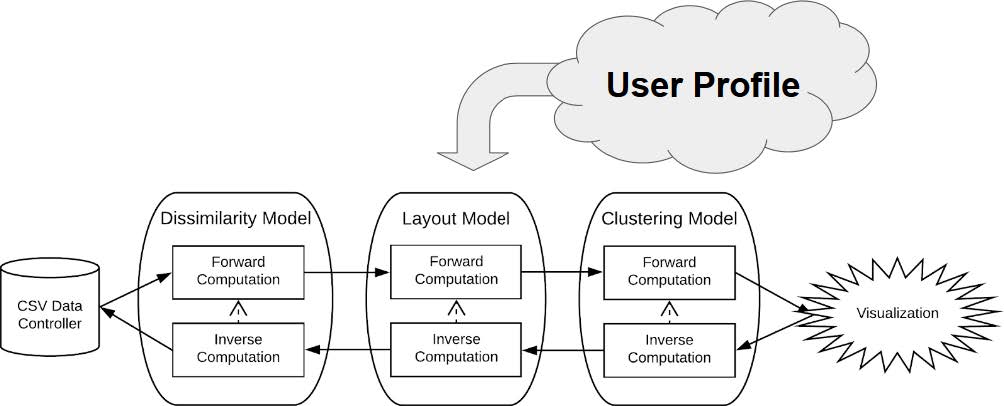 User Profile
Dissimilarity Model
Layout Model
Clustering Model
Forward
Computation
Forward
Computation
Forward
Computation
CSV Data
Controller
Visualization
Inverse
Computation
Inverse
Computation
Inverse
Computation